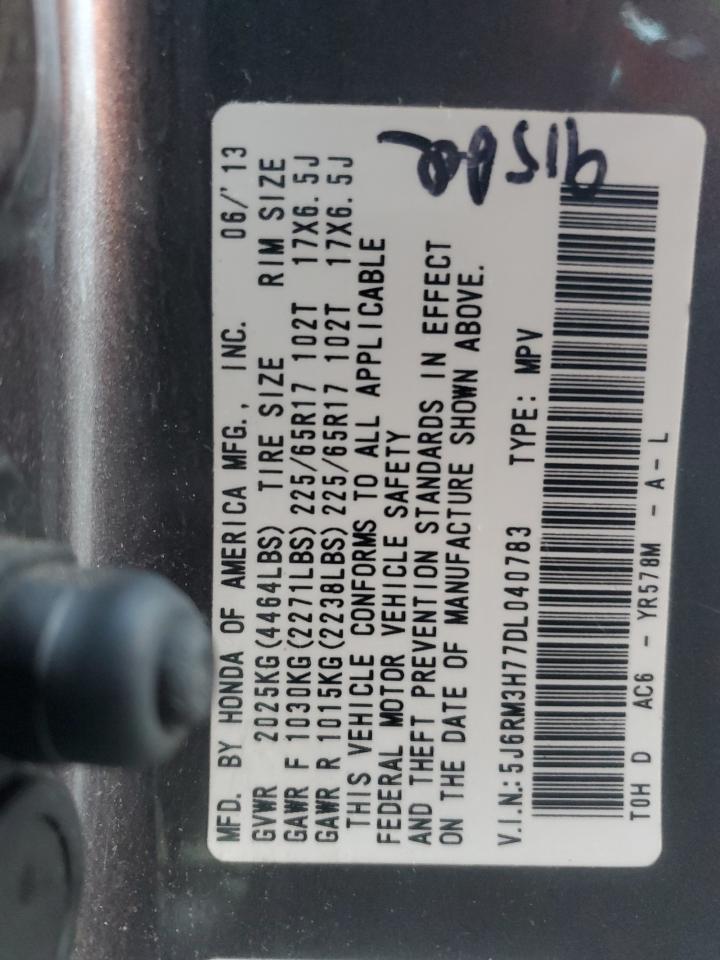 MFD. BY HONDA OF AMERICA MFG., INC. 06/'13
GVWR 2025KG(4464LBS) TIRE SIZE RIM SIZE
GAWR F 1030KG(2271LBS) 225/65R17 102T 17X6.5J
GAWR R 1015KG(2238LBS) 225/65R17 102T 17X6.5J
THIS VEHICLE CONFORMS TO ALL APPLICABLE
FEDERAL MOTOR VEHICLE SAFETY
AND THEFT PREVENTION STANDARDS IN EFFECT
ON THE DATE OF MANUFACTURE SHOWN ABOVE.
V.I.N.:5J6RM3H77DL040783 TYPE: MPV
T0H D AC6 - YR578M - A - L